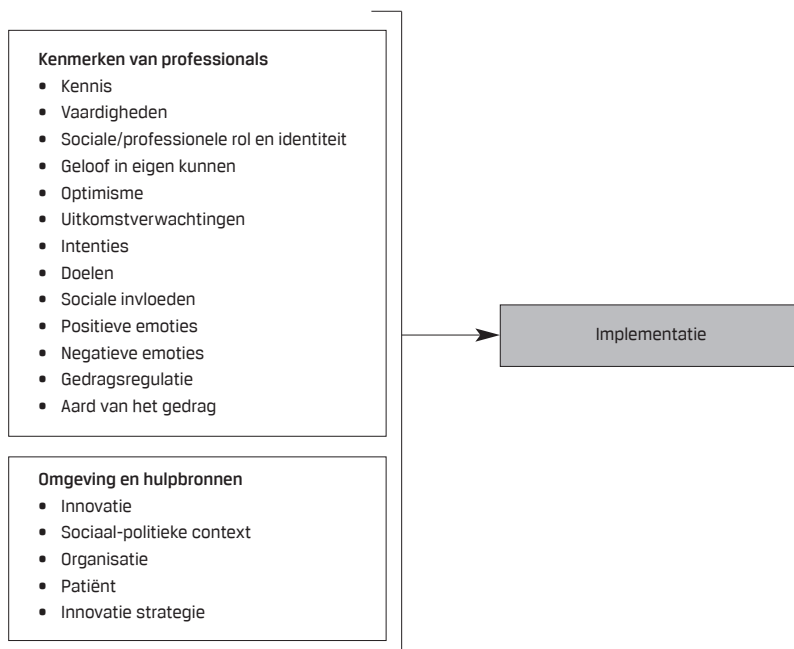 Kenmerken van professionals
• Kennis
• Vaardigheden
• Sociale/professionele rol en identiteit
• Geloof in eigen kunnen
• Optimisme
• Uitkomstverwachtingen
• Intenties
• Doelen
• Sociale invloeden
• Positieve emoties
• Negatieve emoties
• Gedragsregulatie
• Aard van het gedrag
Implementatie
Omgeving en hulpbronnen
• Innovatie
• Sociaal-politieke context
• Organisatie
• Patiënt
• Innovatie strategie